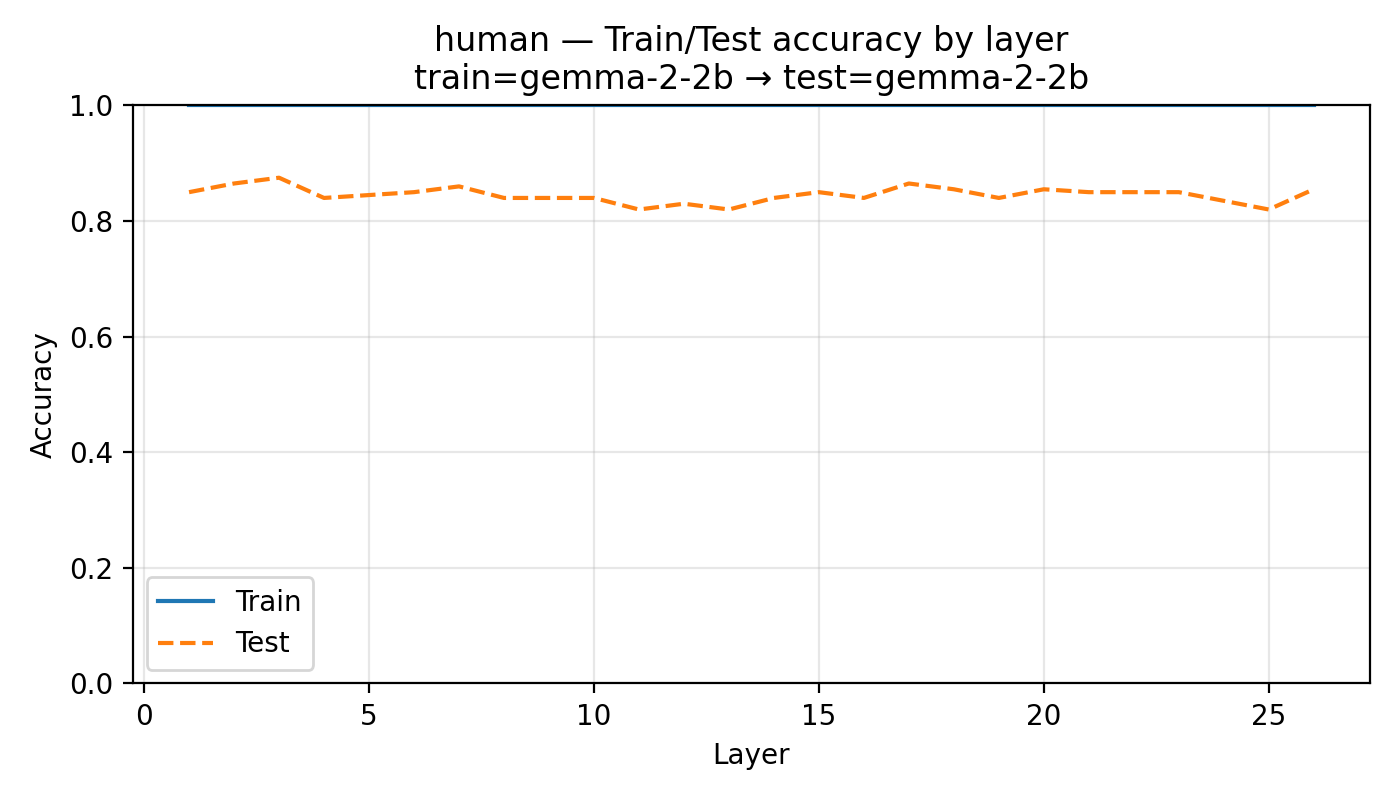 human — Train/Test accuracy by layer
train=gemma-2-2b → test=gemma-2-2b
1.0
0.8
0.6
0.4
0.2
0.0
Accuracy
Train
Test
0 5 10 15 20 25
Layer